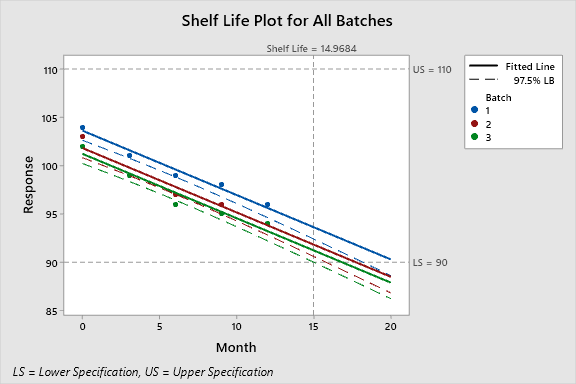 Shelf Life Plot for All Batches
Shelf Life = 14.9684
110
105
100
95
90
85
US = 110
LS = 90
Response
0
5
10
15
20
Month
Fitted Line
97.5% LB
Batch
1
2
3
LS = Lower Specification, US = Upper Specification